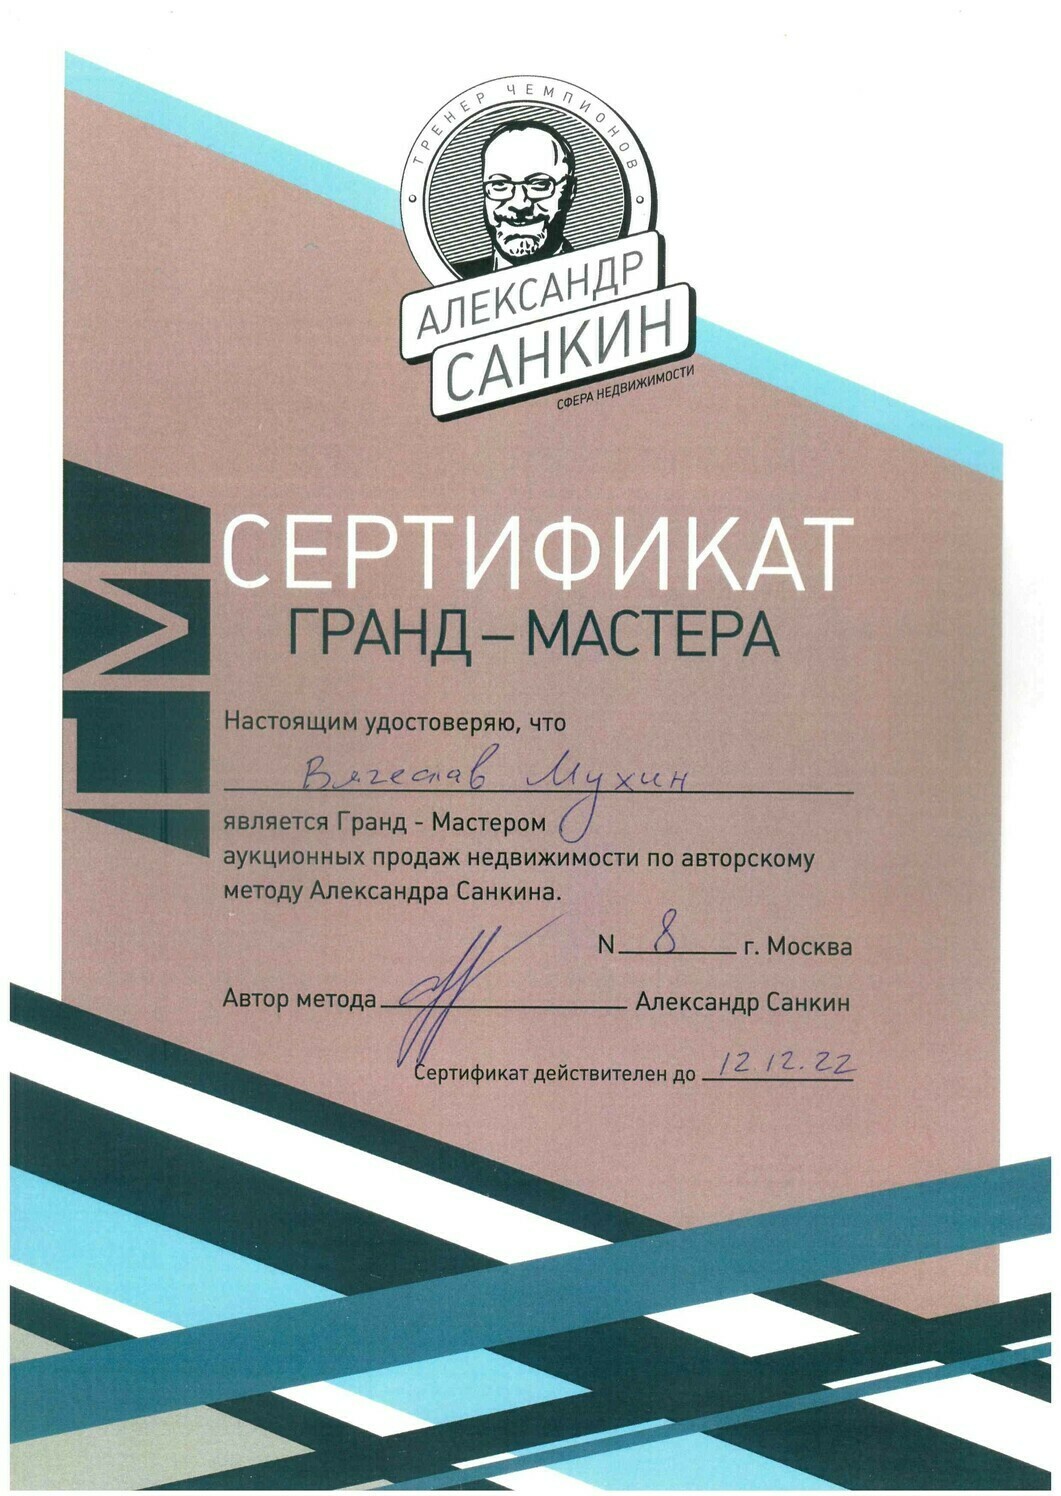 ТРЕНЕР ЧЕМПИОНОВ
АЛЕКСАНДР
САНКИН
СФЕРА НЕДВИЖИМОСТИ
ГМ
СЕРТИФИКАТ
ГРАНД – МАСТЕРА
Настоящим удостоверяю, что
Вячеслав Мухин
является Гранд - Мастером
аукционных продаж недвижимости по авторскому
методу Александра Санкина.
N 8 г. Москва
Автор метода Александр Санкин
Сертификат действителен до 12.12.22